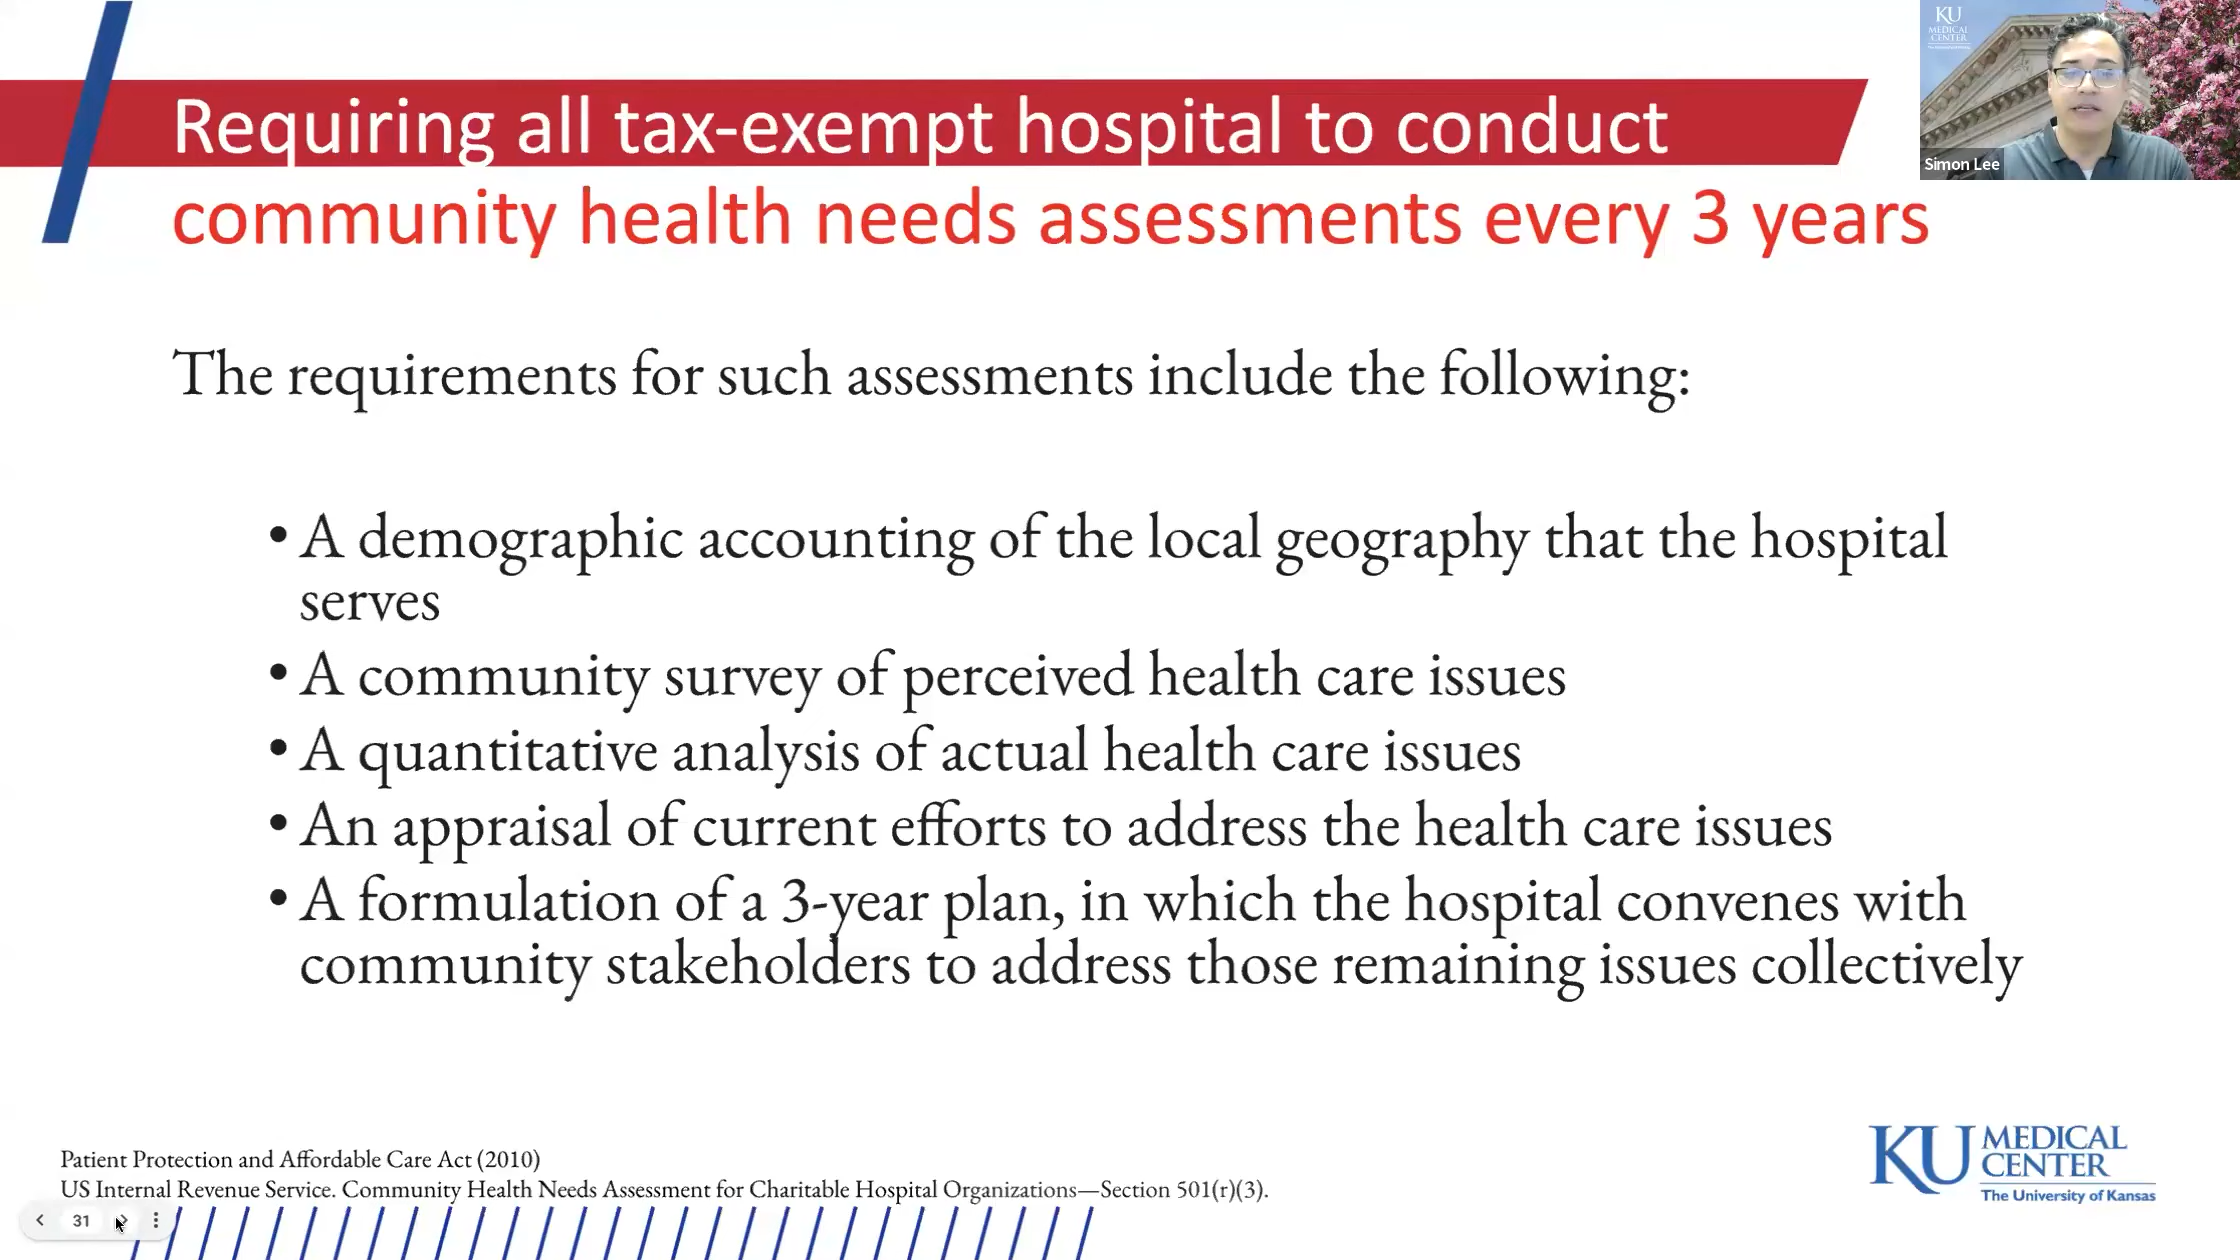 Requiring all tax-exempt hospital to conduct
community health needs assessments every 3 years
KU
MEDICAL
CENTER
Simon Lee
The requirements for such assessments include the following:
• A demographic accounting of the local geography that the hospital
serves
• A community survey of perceived health care issues
• A quantitative analysis of actual health care issues
• An appraisal of current efforts to address the health care issues
• A formulation of a 3-year plan, in which the hospital convenes with
community stakeholders to address those remaining issues collectively
Patient Protection and Affordable Care Act (2010)
US Internal Revenue Service. Community Health Needs Assessment for Charitable Hospital Organizations—Section 501(r)(3).
31
KU MEDICAL
CENTER
The University of Kansas